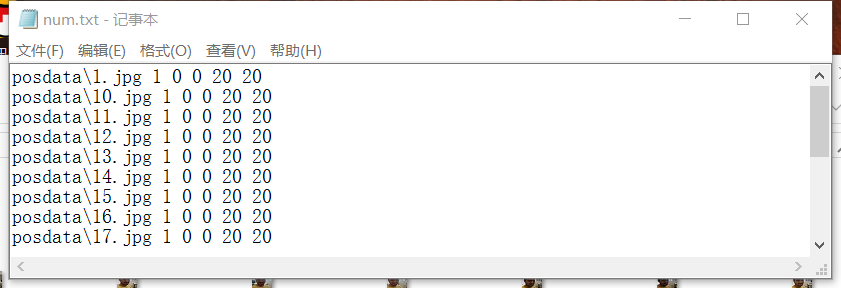 num.txt - 记事本
文件(F) 编辑(E) 格式(O) 查看(V) 帮助(H)
posdata\1.jpg 1 0 0 20 20
posdata\10.jpg 1 0 0 20 20
posdata\11.jpg 1 0 0 20 20
posdata\12.jpg 1 0 0 20 20
posdata\13.jpg 1 0 0 20 20
posdata\14.jpg 1 0 0 20 20
posdata\15.jpg 1 0 0 20 20
posdata\16.jpg 1 0 0 20 20
posdata\17.jpg 1 0 0 20 20